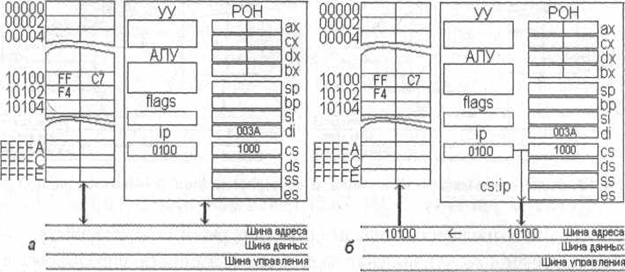 00000
00002
00004
10100 FF C7
10102 F4
10104
FFFFA
FFFFC
FFFFE
УУ
АЛУ
flags
ip
0100
РОН
ax
cx
dx
bx
sp
bp
si
003A di
1000 cs
ds
ss
es
а
Шина адреса
Шина данных
Шина управления
00000
00002
00004
10100 FF C7
10102 F4
10104
FFFFA
FFFFC
FFFFE
УУ
АЛУ
flags
ip
0100
РОН
ax
cx
dx
bx
sp
bp
si
003A di
1000 cs
ds
ss
es
cs:ip
б
10100 ← 10100 Шина адреса
Шина данных
Шина управления